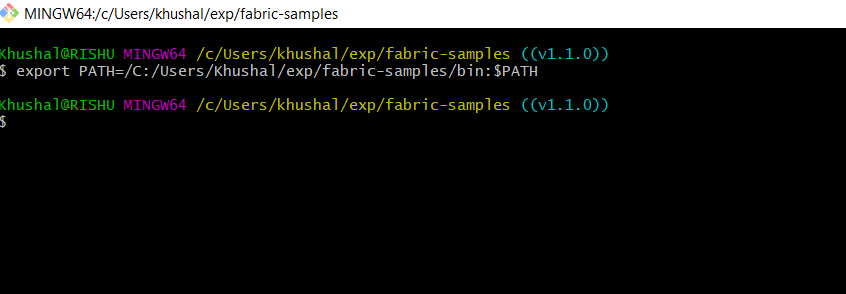 MINGW64:/c/Users/khushal/exp/fabric-samples
Khushal@RISHU MINGW64 /c/Users/khushal/exp/fabric-samples ((v1.1.0))
$ export PATH=/C:/Users/Khushal/exp/fabric-samples/bin:$PATH
Khushal@RISHU MINGW64 /c/Users/khushal/exp/fabric-samples ((v1.1.0))
$